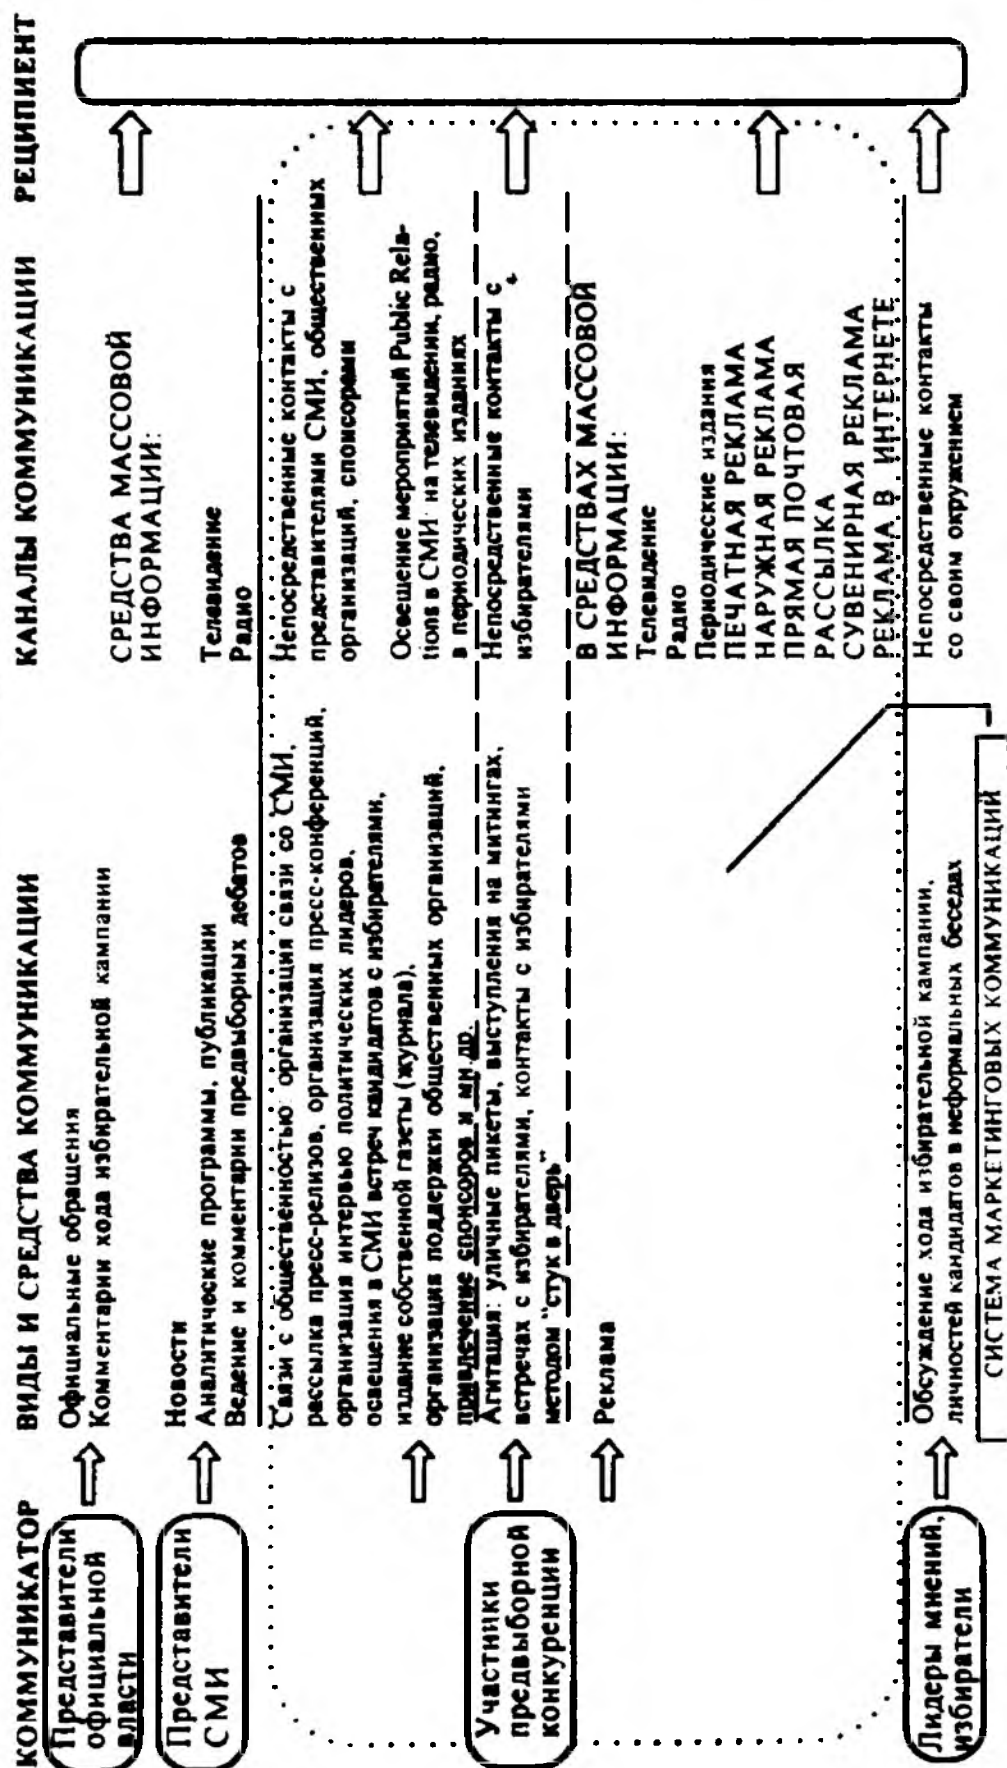 КОММУНИКАТОР
ВИДЫ И СРЕДСТВА КОММУНИКАЦИИ
КАНАЛЫ КОММУНИКАЦИИ
РЕЦИПИЕНТ
Представители
официальной
власти
Официальные обращения
Комментарии хода избирательной кампании
СРЕДСТВА МАССОВОЙ
ИНФОРМАЦИИ:
Представители
СМИ
Новости
Аналитические программы, публикации
Ведение и комментарии предвыборных дебатов
Телевидение
Радио
Связи с общественностью: организация связи со СМИ,
рассылка пресс-релизов, организация пресс-конференций,
организация интервью политических лидеров,
освещения в СМИ встреч кандидатов с избирателями,
издание собственной газеты (журнала),
организация поддержки общественных организаций,
привлечение спонсоров и мн. др.
Непосредственные контакты с
представителями СМИ, общественных
организаций, спонсорами
Освещение мероприятий Public Rela-
tions в СМИ: на телевидении, радио,
в периодических изданиях
Участники
предвыборной
конкуренции
Агитация: уличные пикеты, выступления на митингах,
встречах с избирателями, контакты с избирателями
методом "стук в дверь"
Непосредственные контакты с
избирателями
Реклама
В СРЕДСТВАХ МАССОВОЙ
ИНФОРМАЦИИ:
Телевидение
Радио
Периодические издания
ПЕЧАТНАЯ РЕКЛАМА
НАРУЖНАЯ РЕКЛАМА
ПРЯМАЯ ПОЧТОВАЯ
РАССЫЛКА
СУВЕНИРНАЯ РЕКЛАМА
РЕКЛАМА В ИНТЕРНЕТЕ
Лидеры мнений,
избиратели
Обсуждение хода избирательной кампании,
личностей кандидатов в неформальных беседах
Непосредственные контакты
со своим окружением
СИСТЕМА МАРКЕТИНГОВЫХ КОММУНИКАЦИЙ